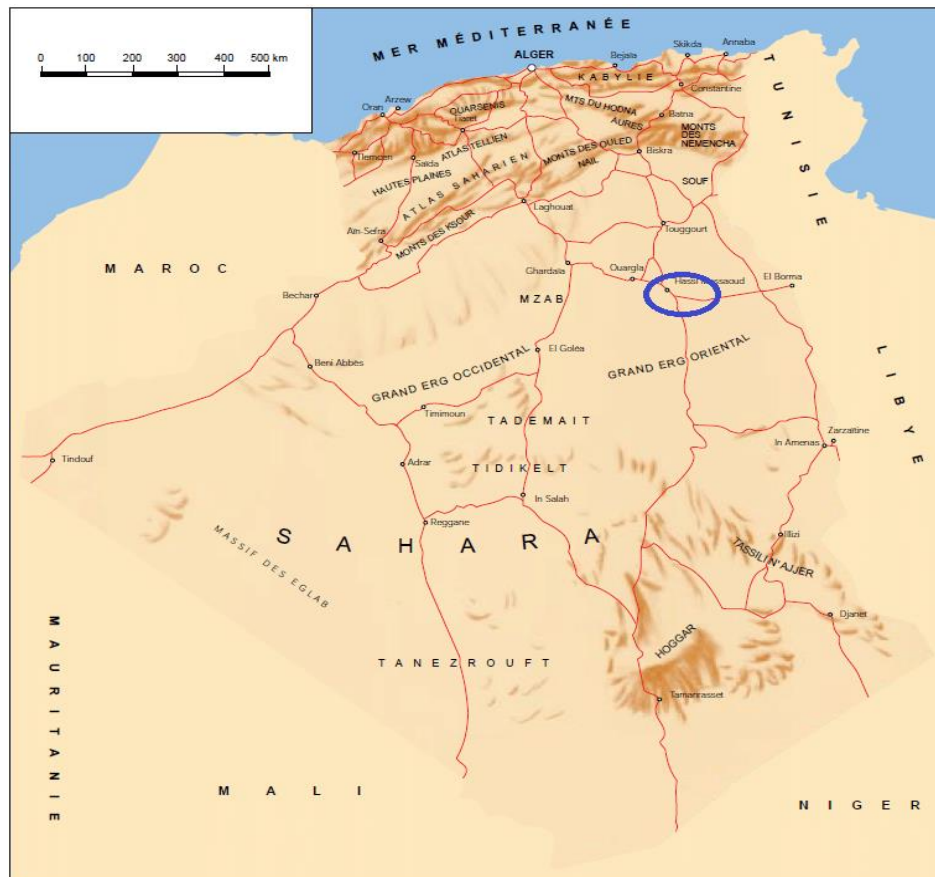 MER MÉDITERRANÉE
0 100 200 300 400 500 km
ALGER
Bejaïa
Skikda
Annaba
KABYLIE
Constantine
Oran
Arzew
OUARSENIS
Tiaret
MTS DU HODNA
AURES
Batna
MONTS
DES
NEMENCHA
TUNISIE
Tlemcen
Saïda
ATLAS TELLIEN
HAUTES PLAINES
ATLAS SAHARIEN
MONTS DES OULED
NAIL
Biskra
SOUF
Laghouat
Aïn-Sefra
MONTS DES KSOUR
Touggourt
MAROC
Ghardaïa
Ouargla
Hassi Messaoud
El Borma
Bechar
MZAB
Beni Abbès
GRAND ERG OCCIDENTAL
El Goléa
GRAND ERG ORIENTAL
LIBYE
Timimoun
TADEMAIT
Zarzaïtine
In Amenas
Tindouf
Adrar
TIDIKELT
In Salah
Reggane
SAHARA
Illizi
MASSIF DES EGLAB
TASSILI N'AJJER
Djanet
MAURITANIE
HOGGAR
TANEZROUFT
Tamanrasset
MALI
NIGER